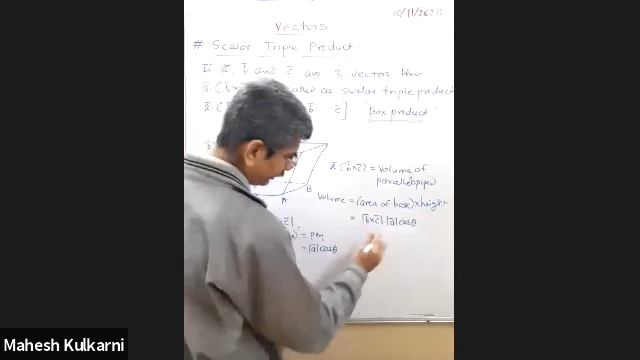 10/11/2020
Vectors
# Scalar Triple Product
If a̅, b̅ and c̅ are 3 vectors then
a̅·(b̅× called as scalar triple product
a̅·( b̅ c̅] "Box product"
a̅·(b̅×c̅) = Volume of
parallelopiped
B
A
Volume = (area of base)×height
= |b̅×c̅|·|a̅|cosθ
×c̅|
= PM
= |a̅|cosθ
Mahesh Kulkarni